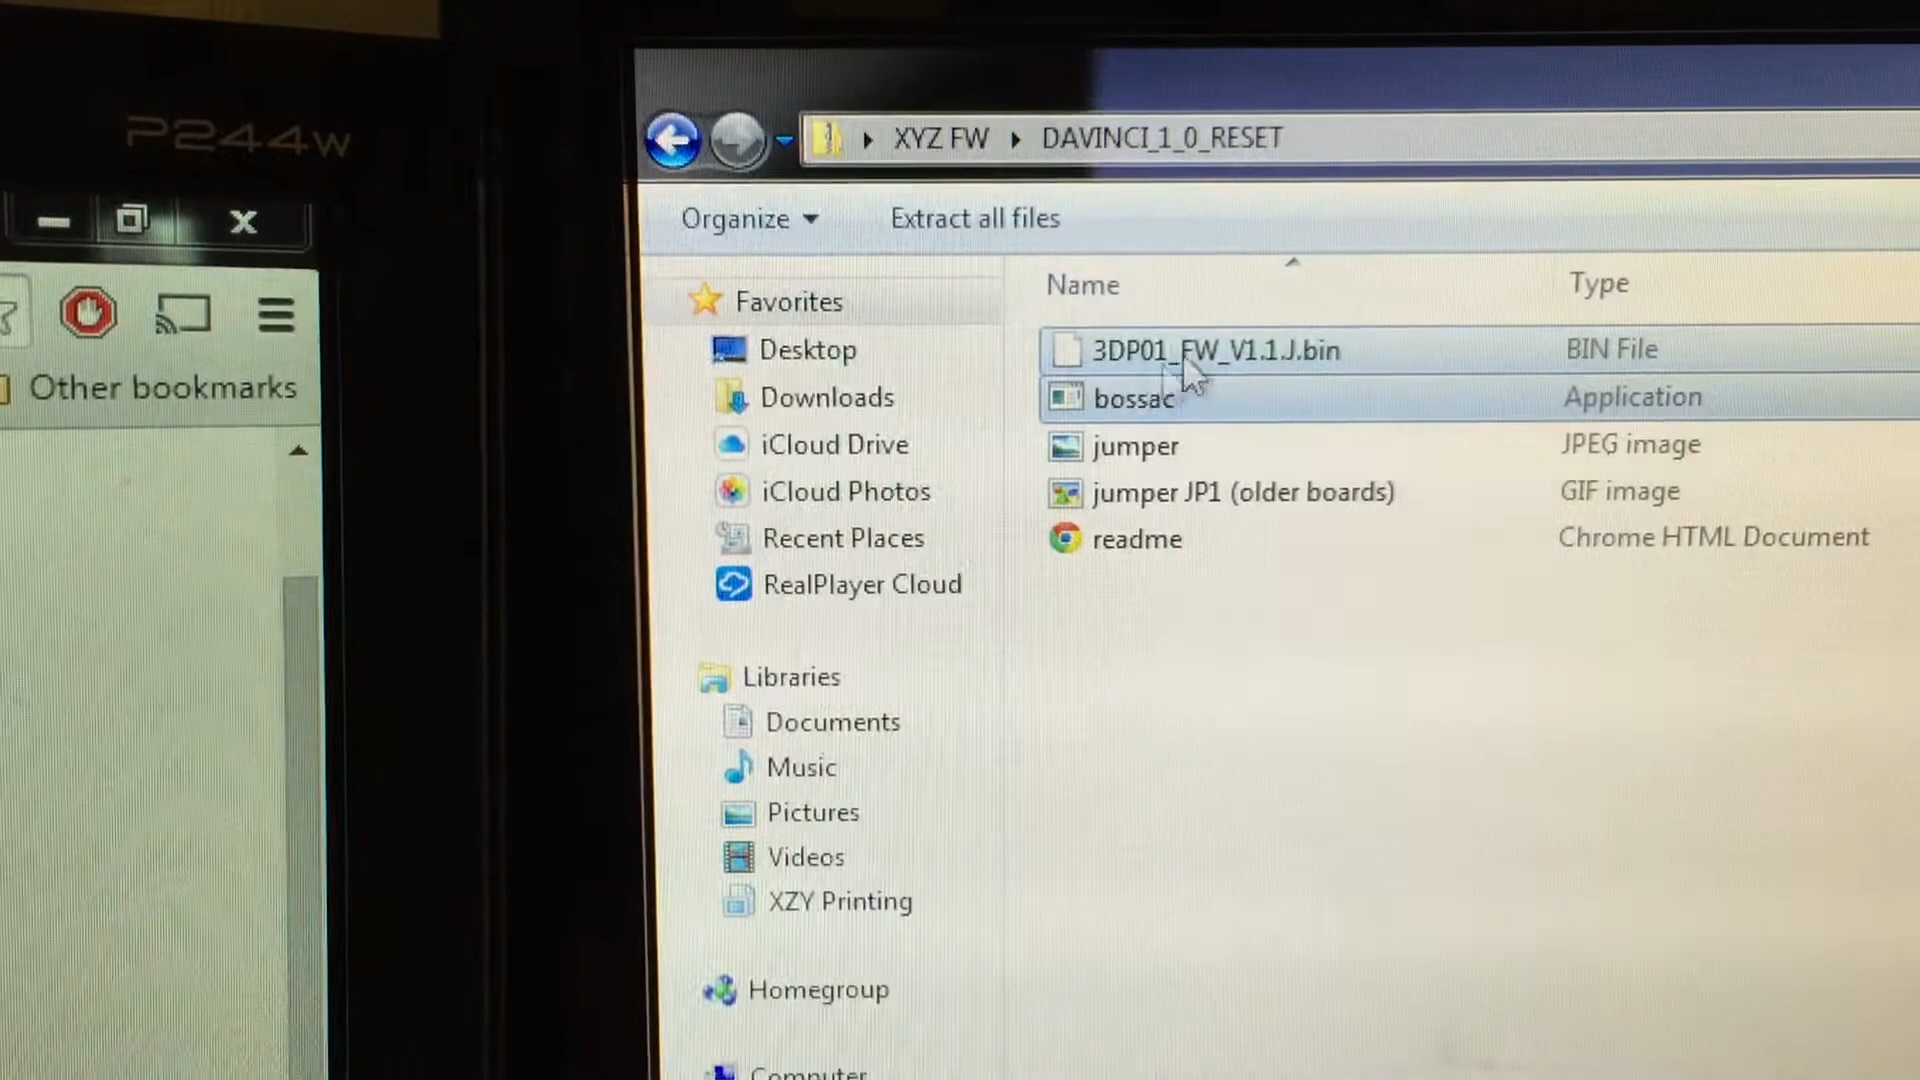 P244w
XYZ FW DAVINCI_1_0_RESET
Organize Extract all files
Name Type
Favorites
Desktop
Downloads
iCloud Drive
iCloud Photos
Recent Places
RealPlayer Cloud
Libraries
Documents
Music
Pictures
Videos
XZY Printing
Homegroup
Computer
3DP01_FW_V1.1.J.bin BIN File
bossac Application
jumper JPEG image
jumper JP1 (older boards) GIF image
readme Chrome HTML Document
Other bookmarks